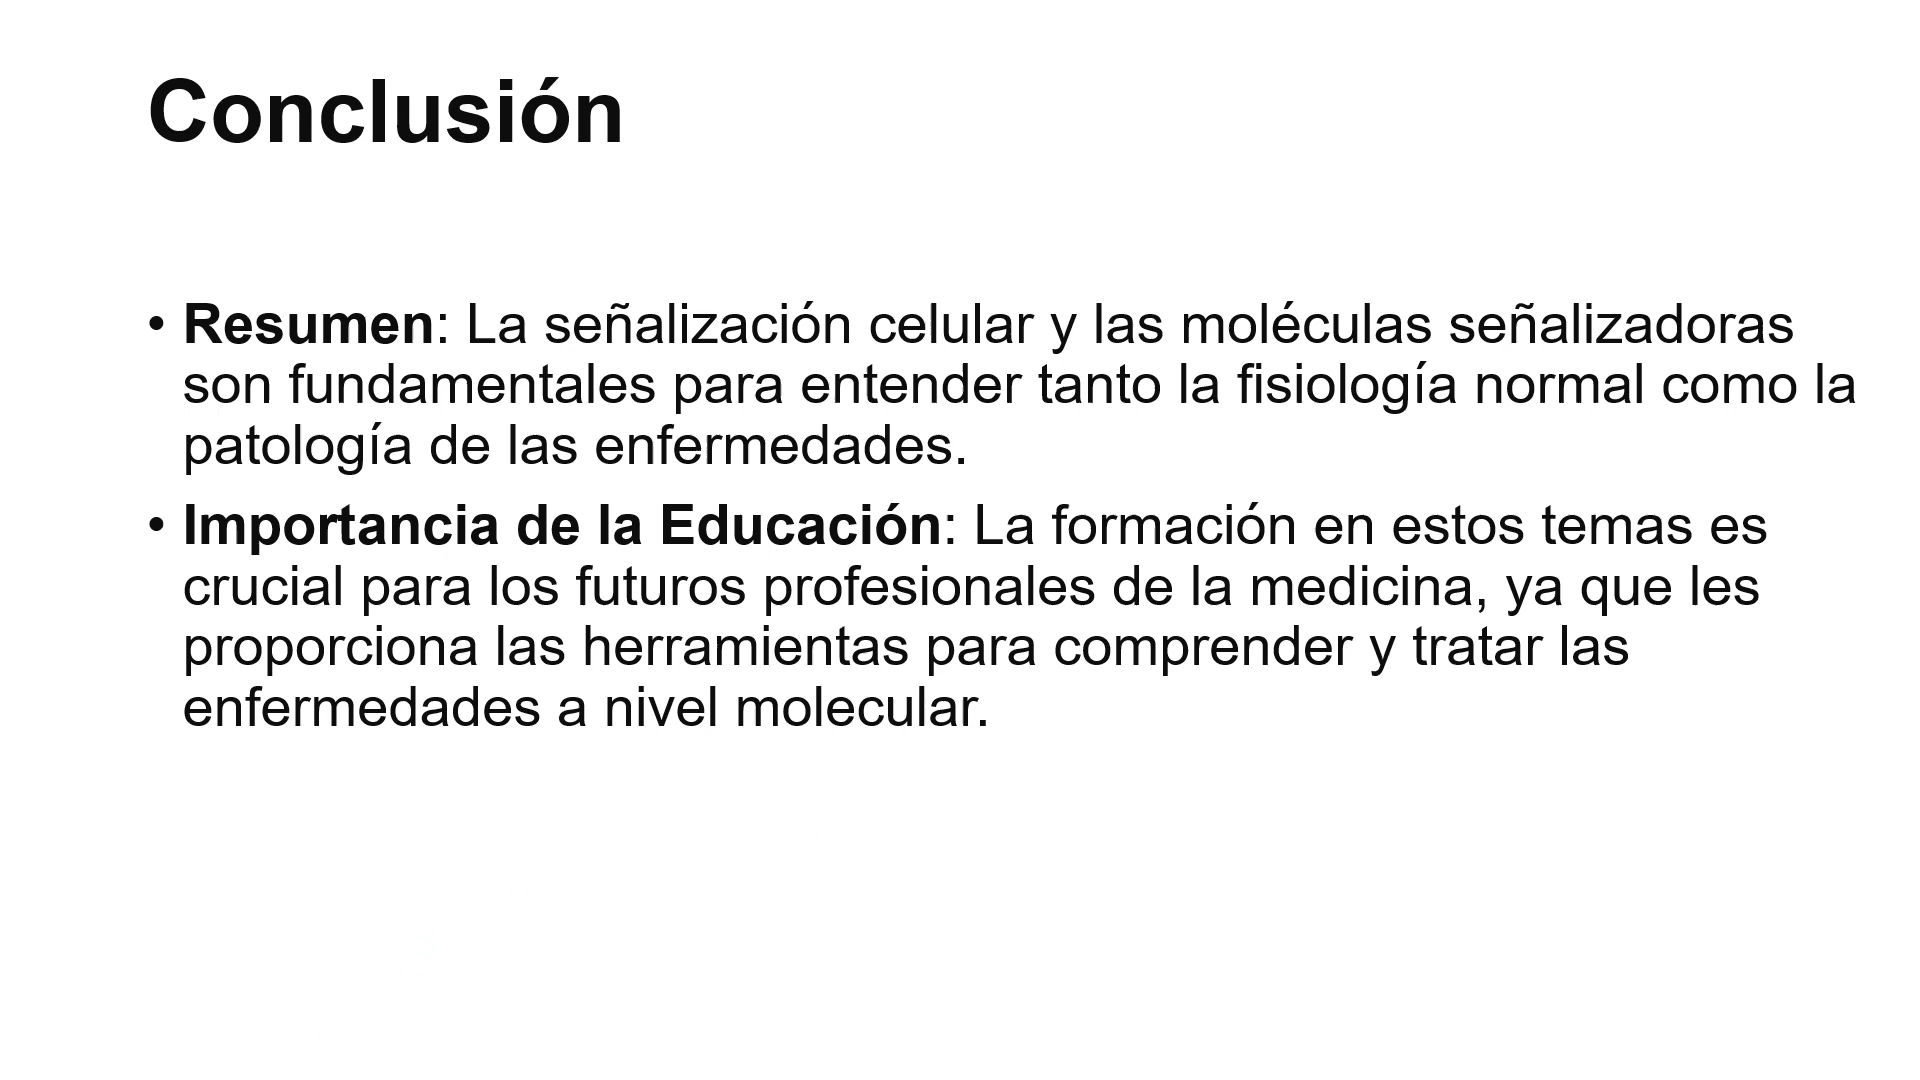 Conclusión
• Resumen: La señalización celular y las moléculas señalizadoras
son fundamentales para entender tanto la fisiología normal como la
patología de las enfermedades.
• Importancia de la Educación: La formación en estos temas es
crucial para los futuros profesionales de la medicina, ya que les
proporciona las herramientas para comprender y tratar las
enfermedades a nivel molecular.